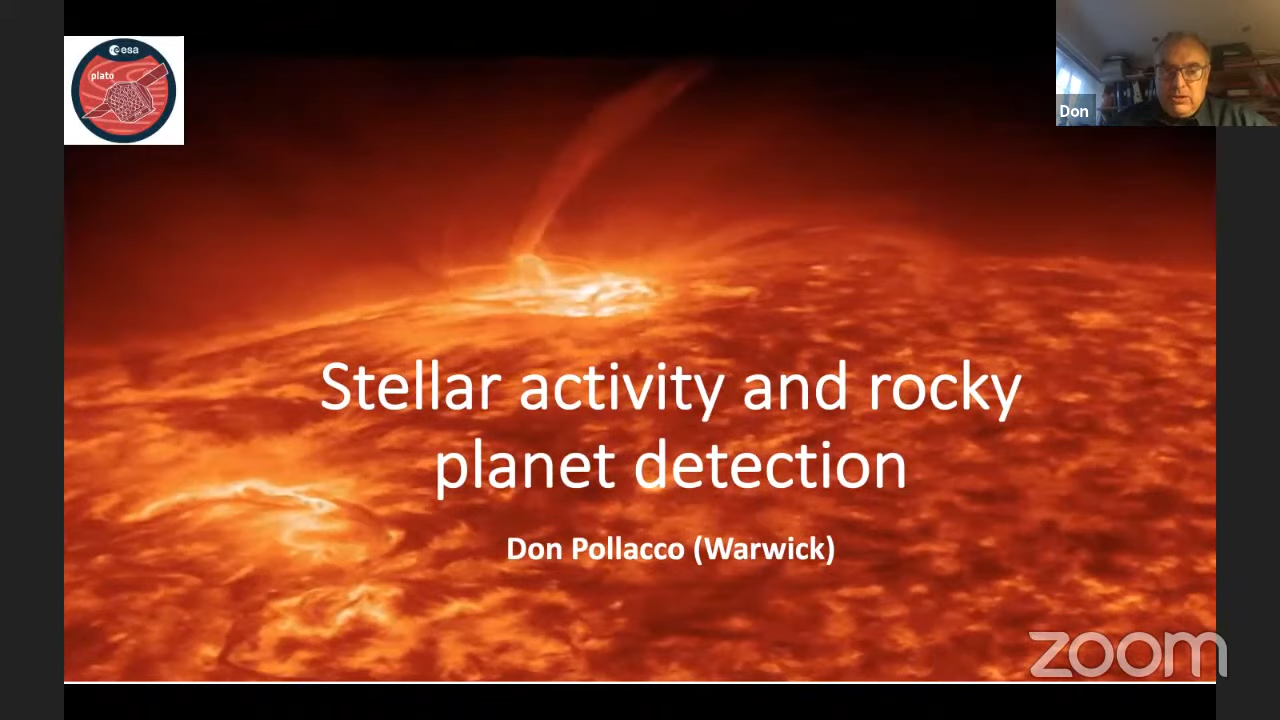 esa
plato
Don
Stellar activity and rocky
planet detection
Don Pollacco (Warwick)
zoom